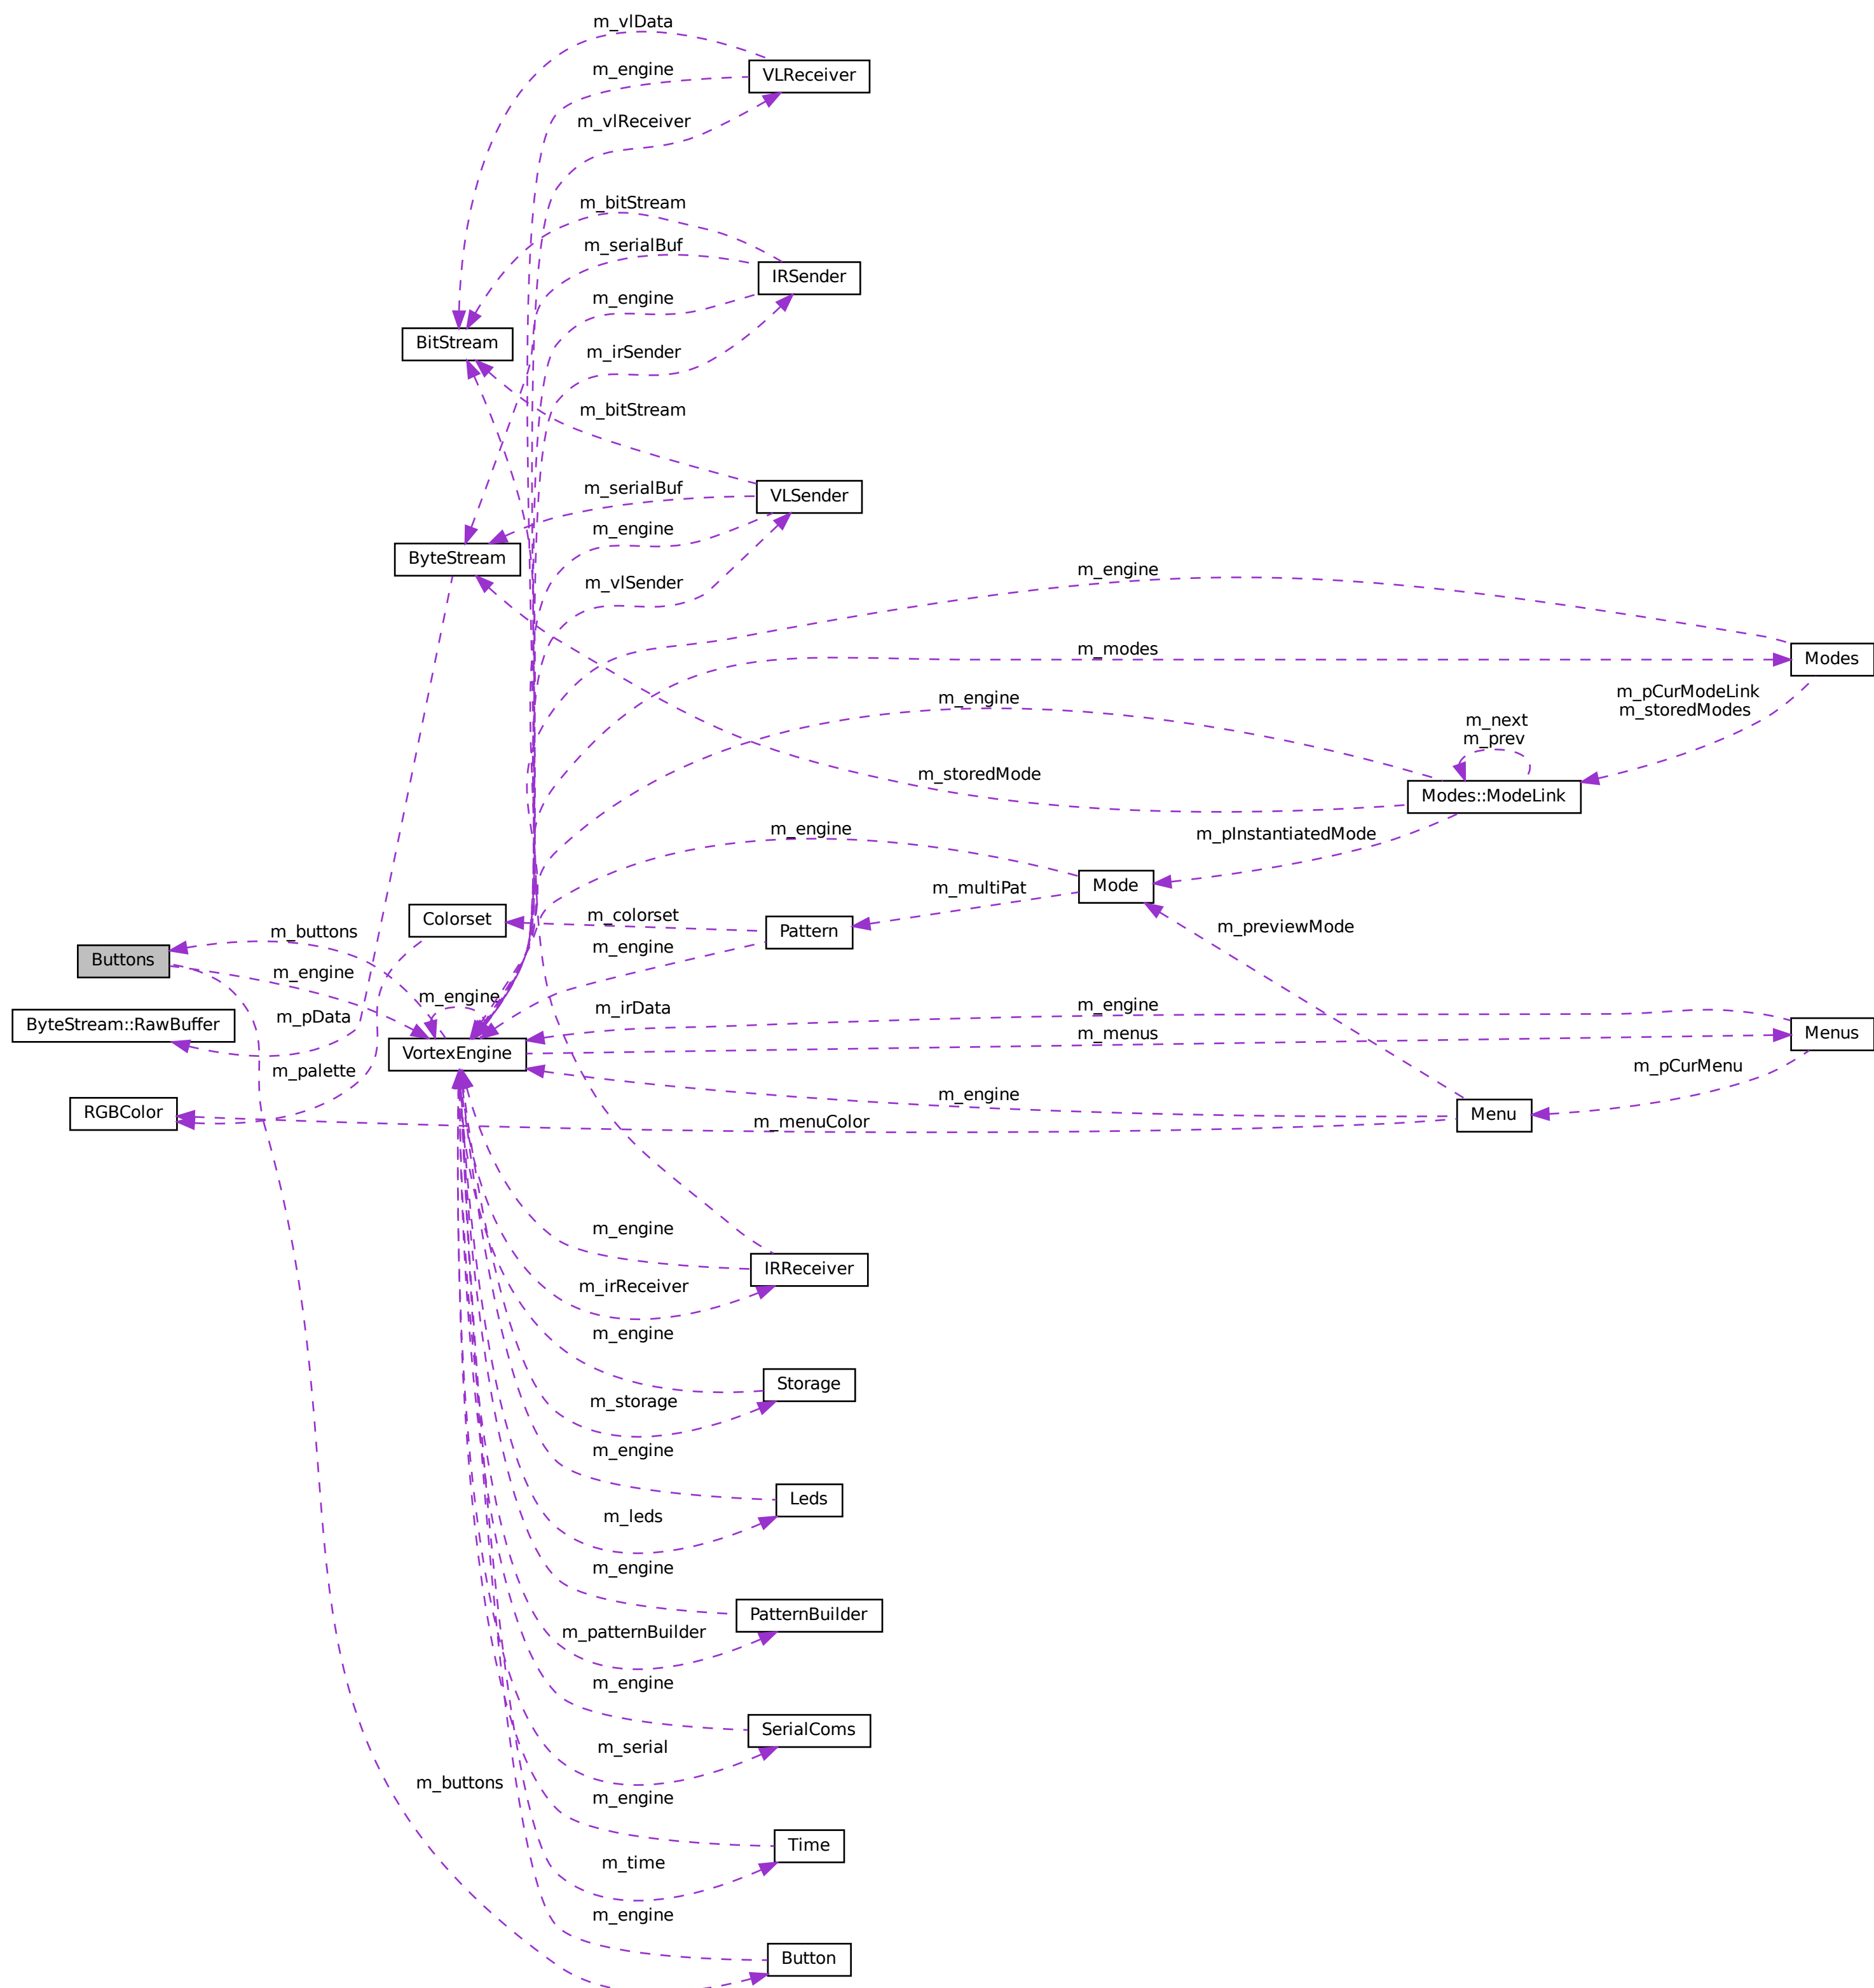 m_vlData
m_engine
VLReceiver
m_vlReceiver
m_bitStream
m_serialBuf
IRSender
m_engine
BitStream
m_irSender
m_bitStream
m_serialBuf
VLSender
m_engine
ByteStream
m_engine
m_vlSender
m_modes
Modes
m_engine
m_pCurModeLink
m_storedModes
m_next
m_prev
m_storedMode
Modes::ModeLink
m_engine
m_pInstantiatedMode
Mode
m_multiPat
Colorset
m_colorset
m_previewMode
Pattern
m_buttons
m_engine
Buttons
m_engine
m_engine
m_irData
m_engine
m_pData
ByteStream::RawBuffer
VortexEngine
m_menus
Menus
m_palette
m_pCurMenu
m_engine
RGBColor
m_menuColor
Menu
m_engine
IRReceiver
m_irReceiver
m_engine
Storage
m_storage
m_engine
Leds
m_leds
m_engine
PatternBuilder
m_patternBuilder
m_engine
SerialComs
m_serial
m_buttons
m_engine
Time
m_time
m_engine
Button